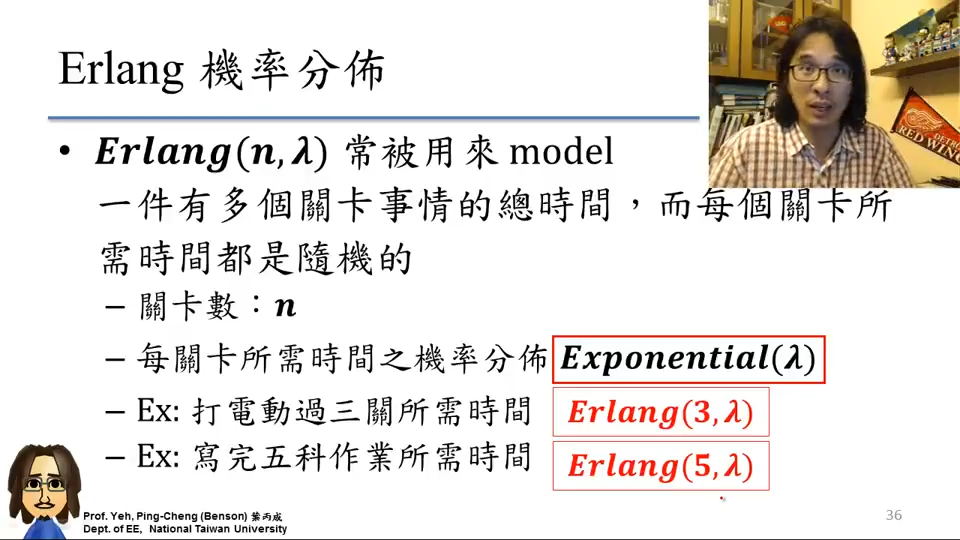 Erlang 機率分佈
• Erlang(n, λ) 常被用來 model
一件有多個關卡事情的總時間，而每個關卡所
需時間都是隨機的
– 關卡數：n
– 每關卡所需時間之機率分佈 Exponential(λ)
– Ex: 打電動過三關所需時間 Erlang(3, λ)
– Ex: 寫完五科作業所需時間 Erlang(5, λ)
DETROIT
RED WINGS
Prof. Yeh, Ping-Cheng (Benson) 葉丙成
Dept. of EE, National Taiwan University
36